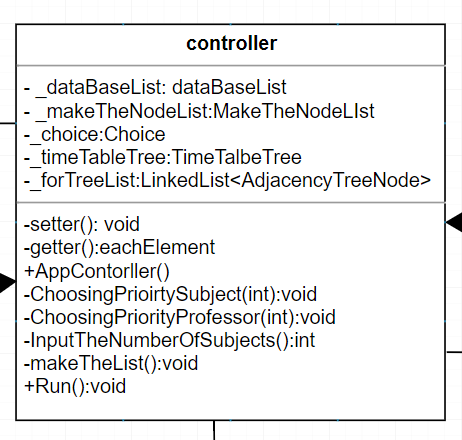 controller
- _dataBaseList: dataBaseList
- _makeTheNodeList:MakeTheNodeLIst
-_choice:Choice
-_timeTableTree:TimeTalbeTree
-_forTreeList:LinkedList<AdjacencyTreeNode>
-setter(): void
-getter():eachElement
+AppContorller()
-ChoosingPrioirtySubject(int):void
-ChoosingPriorityProfessor(int):void
-InputTheNumberOfSubjects():int
-makeTheList():void
+Run():void